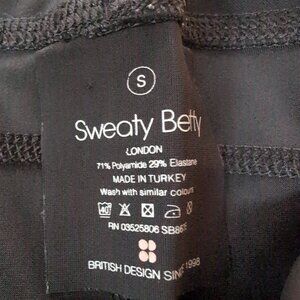 S
Sweaty Betty
LONDON
71% Polyamide 29% Elastane
MADE IN TURKEY
Wash with similar colours
RN 03525806
BRITISH DESIGN SINCE 1998